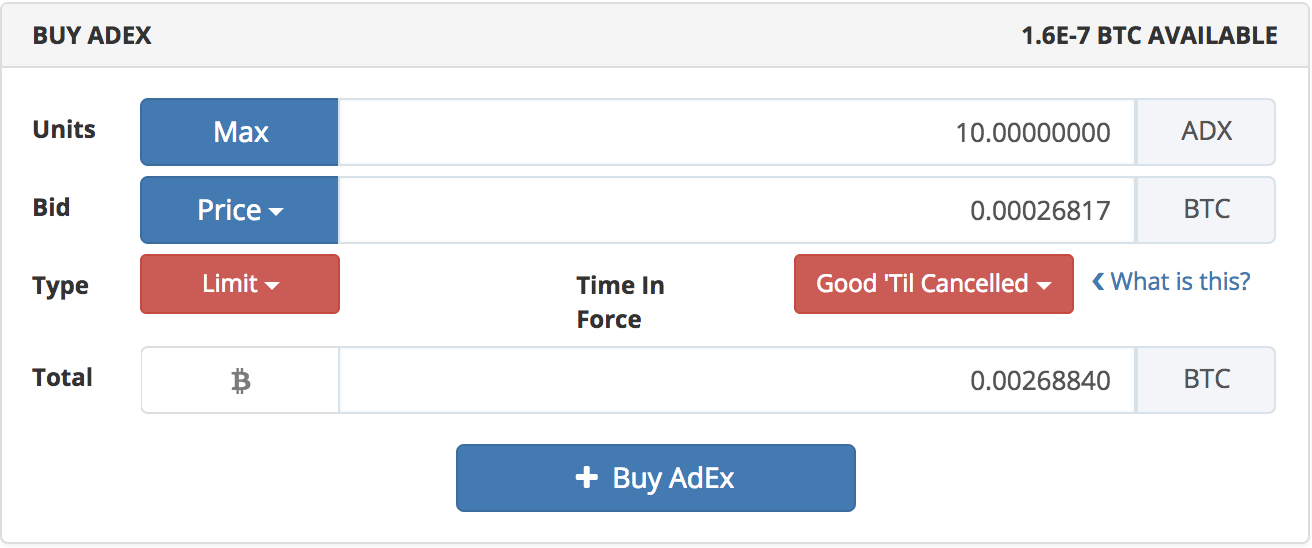 BUY ADEX 1.6E-7 BTC AVAILABLE
Units Max 10.00000000 ADX
Bid Price 0.00026817 BTC
Type Limit Time In Force Good 'Til Cancelled What is this?
Total 0.00268840 BTC
Buy AdEx